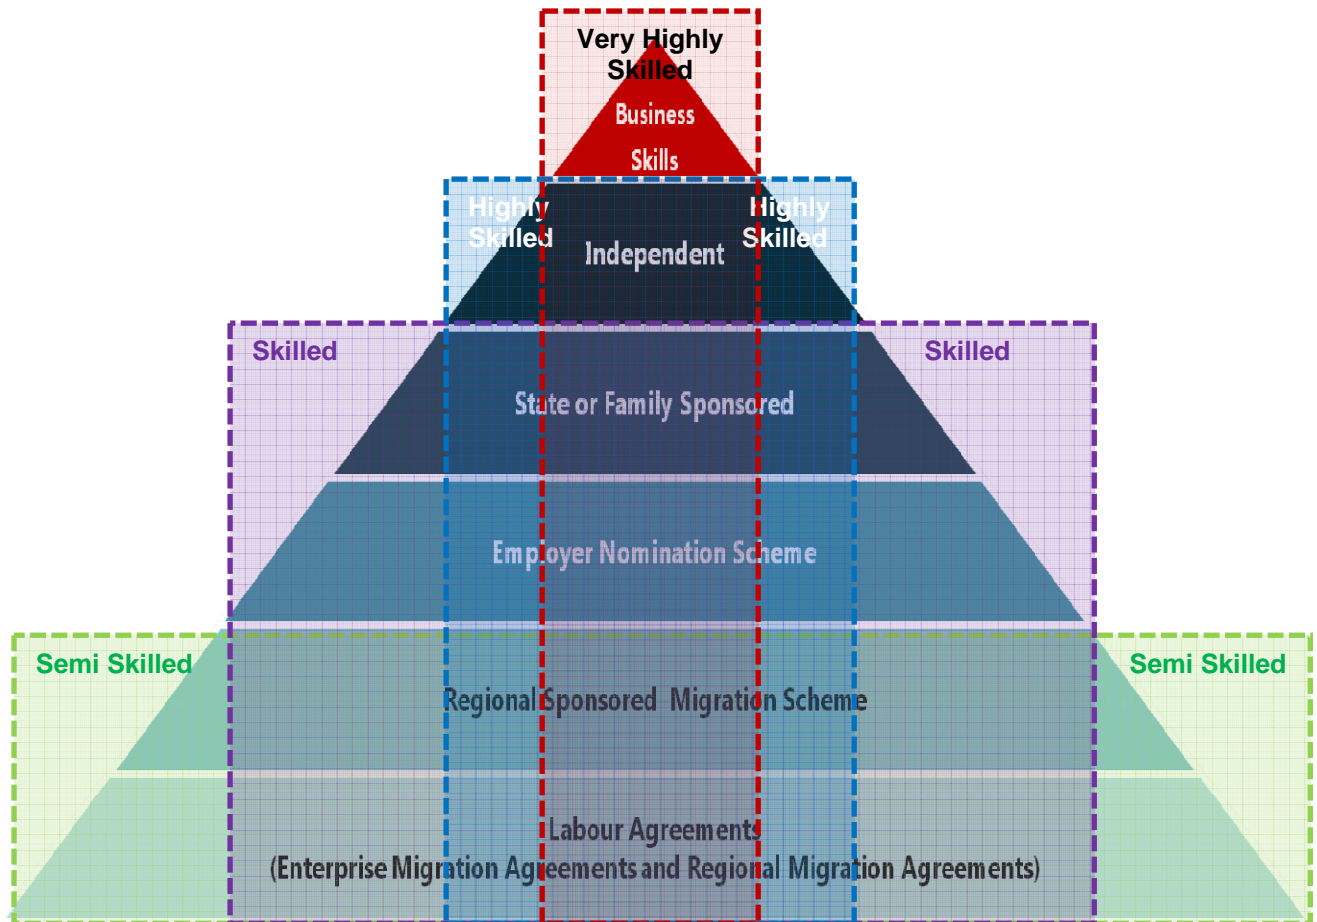 Very Highly
Skilled
Business
Skills
Highly
Skilled
Highly
Skilled
Independent
Skilled
Skilled
State or Family Sponsored
Employer Nomination Scheme
Semi Skilled
Semi Skilled
Regional Sponsored Migration Scheme
Labour Agreements
(Enterprise Migration Agreements and Regional Migration Agreements)